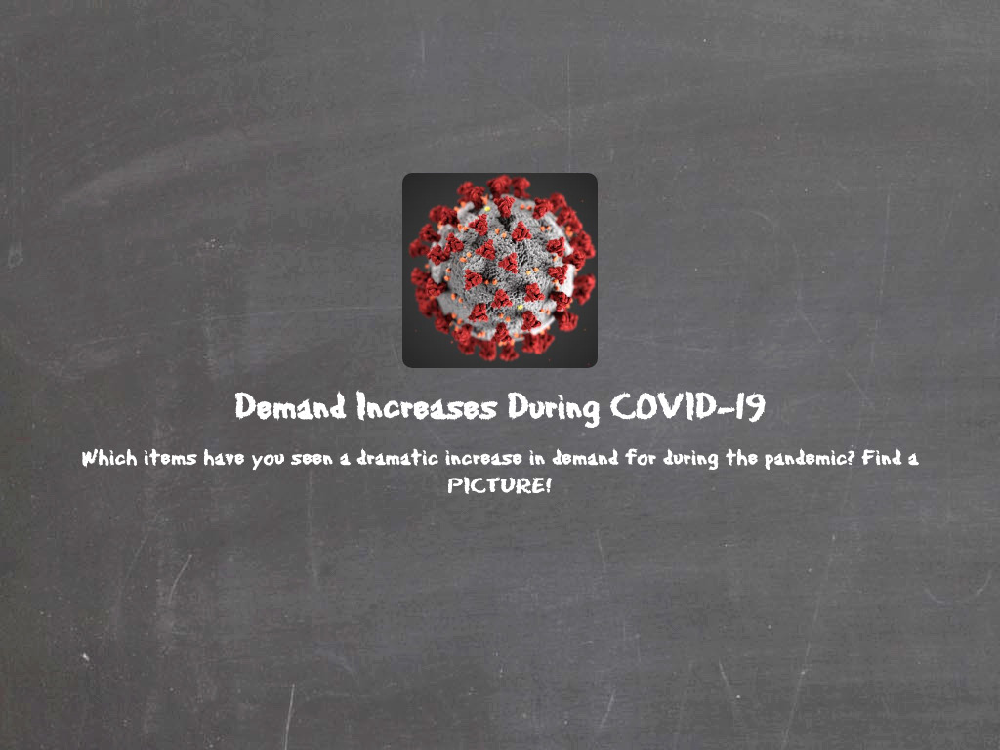 Demand Increases During COVID-19
Which items have you seen a dramatic increase in demand for during the pandemic? Find a
PICTURE!